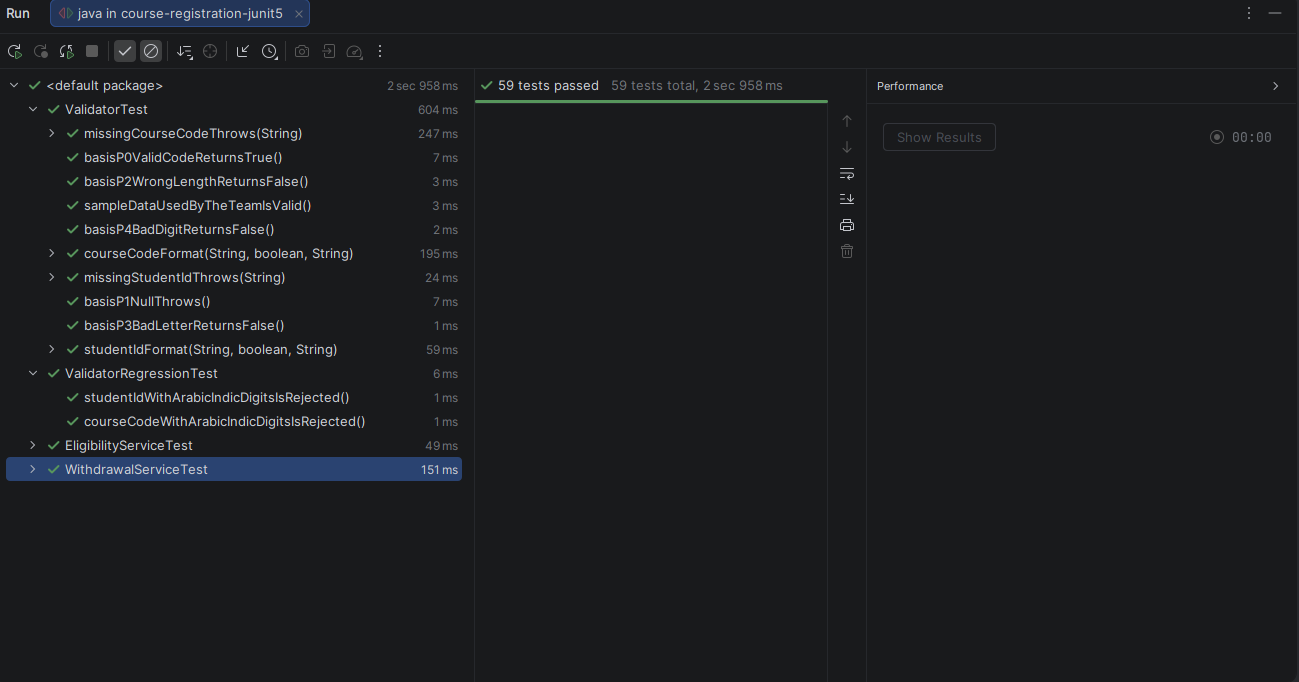 Run java in course-registration-junit5
<default package> 2 sec 958 ms
ValidatorTest 604 ms
missingCourseCodeThrows(String) 247 ms
basisP0ValidCodeReturnsTrue() 7 ms
basisP2WrongLengthReturnsFalse() 3 ms
sampleDataUsedByTheTeamIsValid() 3 ms
basisP4BadDigitReturnsFalse() 2 ms
courseCodeFormat(String, boolean, String) 195 ms
missingStudentIdThrows(String) 24 ms
basisP1NullThrows() 7 ms
basisP3BadLetterReturnsFalse() 1 ms
studentIdFormat(String, boolean, String) 59 ms
ValidatorRegressionTest 6 ms
studentIdWithArabicIndicDigitsIsRejected() 1 ms
courseCodeWithArabicIndicDigitsIsRejected() 1 ms
EligibilityServiceTest 49 ms
WithdrawalServiceTest 151 ms
59 tests passed 59 tests total, 2 sec 958 ms
Performance
Show Results 00:00